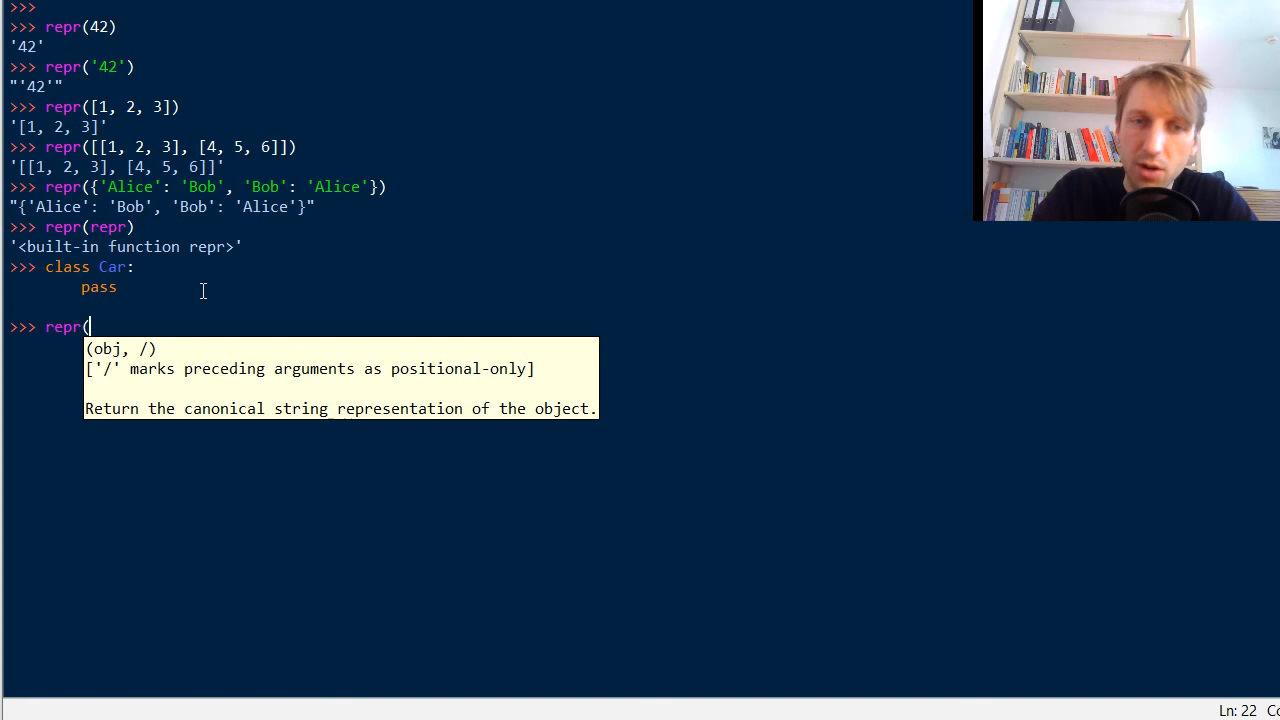 >>>
>>> repr(42)
'42'
>>> repr('42')
"'42'"
>>> repr([1, 2, 3])
'[1, 2, 3]'
>>> repr([[1, 2, 3], [4, 5, 6]])
'[[1, 2, 3], [4, 5, 6]]'
>>> repr({'Alice': 'Bob', 'Bob': 'Alice'})
"{'Alice': 'Bob', 'Bob': 'Alice'}"
>>> repr(repr)
'<built-in function repr>'
>>> class Car:
        pass
>>> repr(
(obj, /)
['/' marks preceding arguments as positional-only]
Return the canonical string representation of the object.
Ln: 22